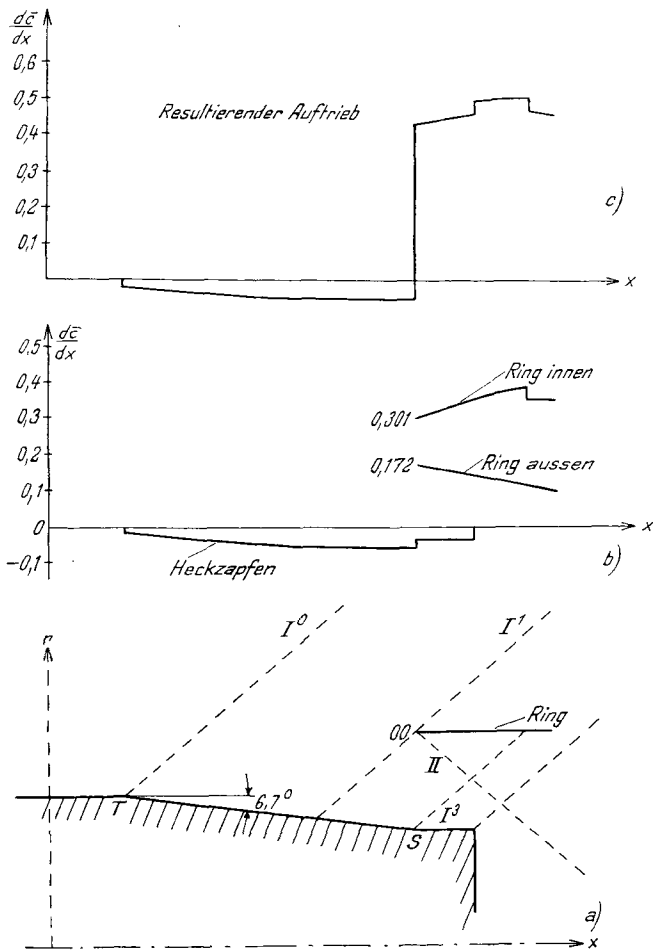 dc̄
dx
0,6
0,5
0,4
0,3
0,2
0,1
Resultierender Auftrieb
c)
x
0,5
0,4
0,3
0,2
0,1
0
−0,1
dc̄
dx
Ring innen
0,301
0,172
Ring aussen
Heckzapfen
x
b)
r
I⁰
I¹
Ring
00
II
T
6,7⁰
S
I³
a)
x